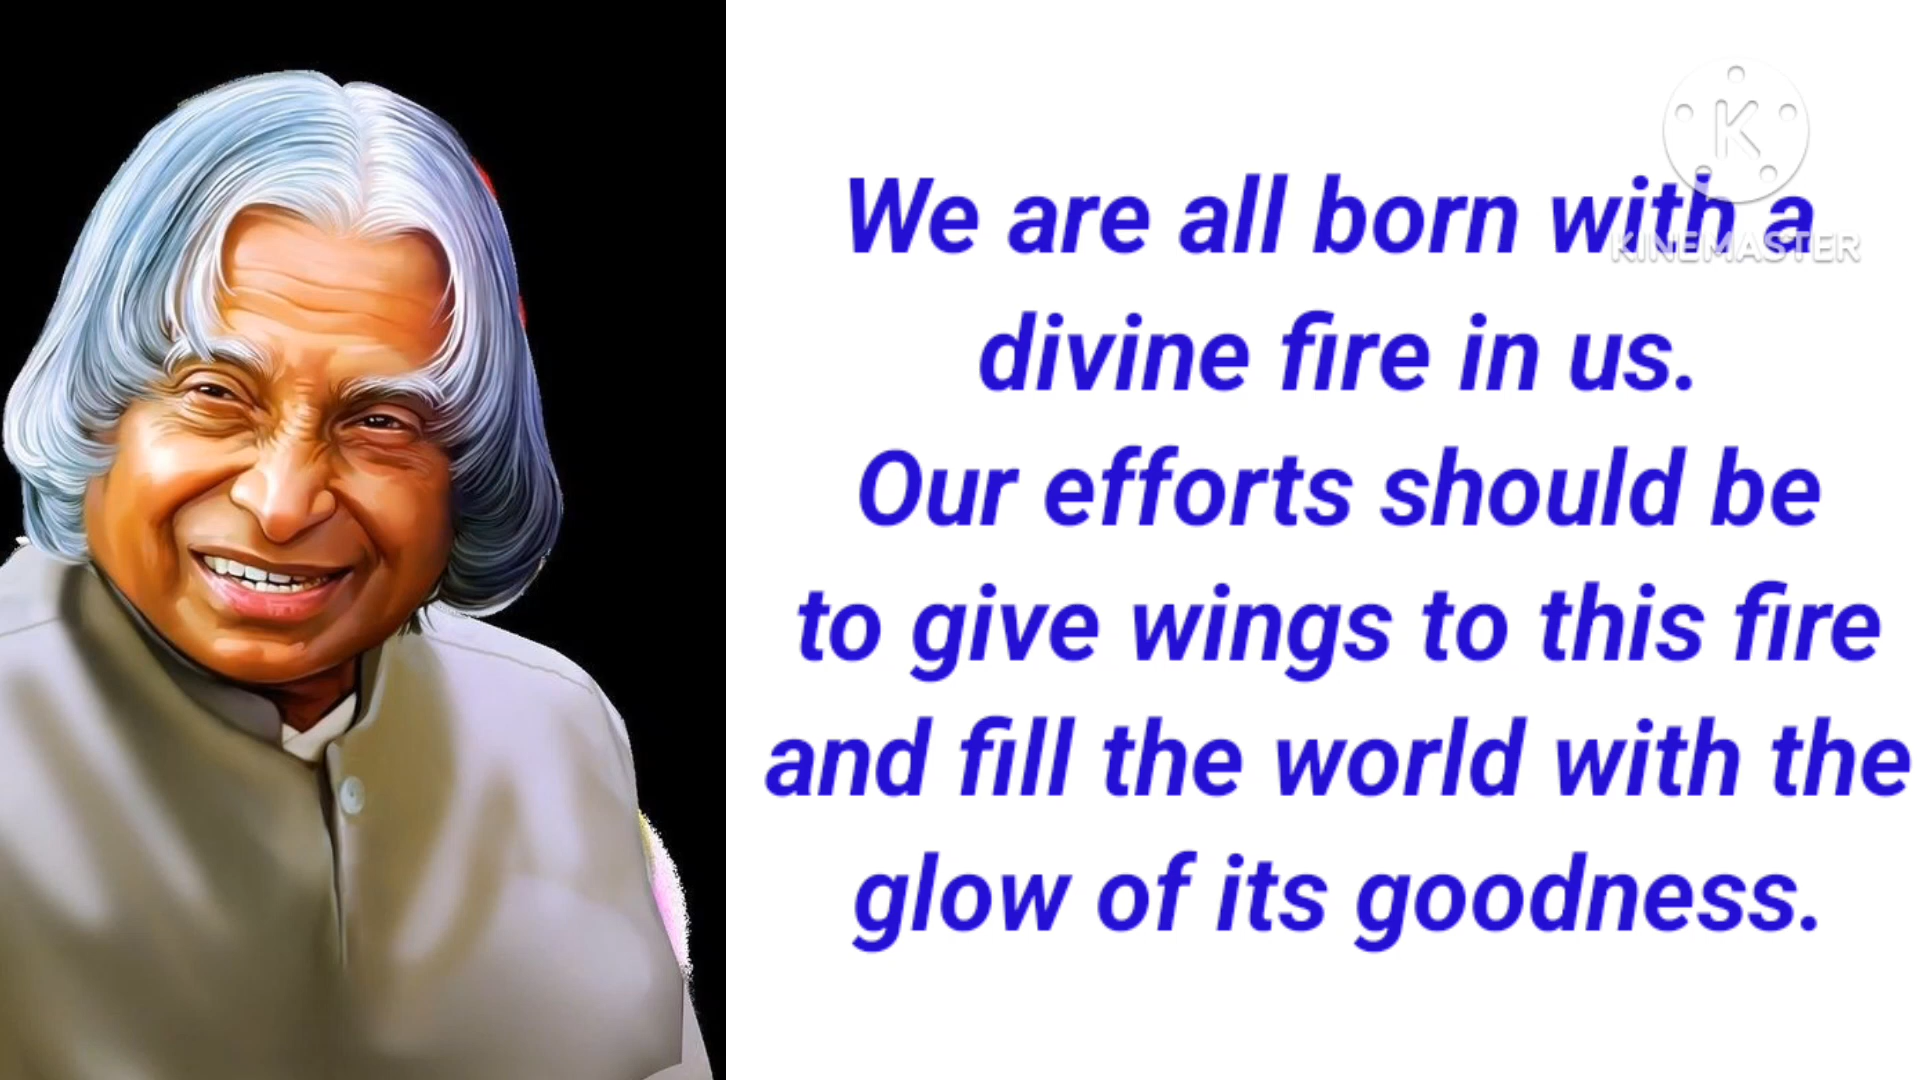 K
KINEMASTER
We are all born with a
divine fire in us.
Our efforts should be
to give wings to this fire
and fill the world with the
glow of its goodness.